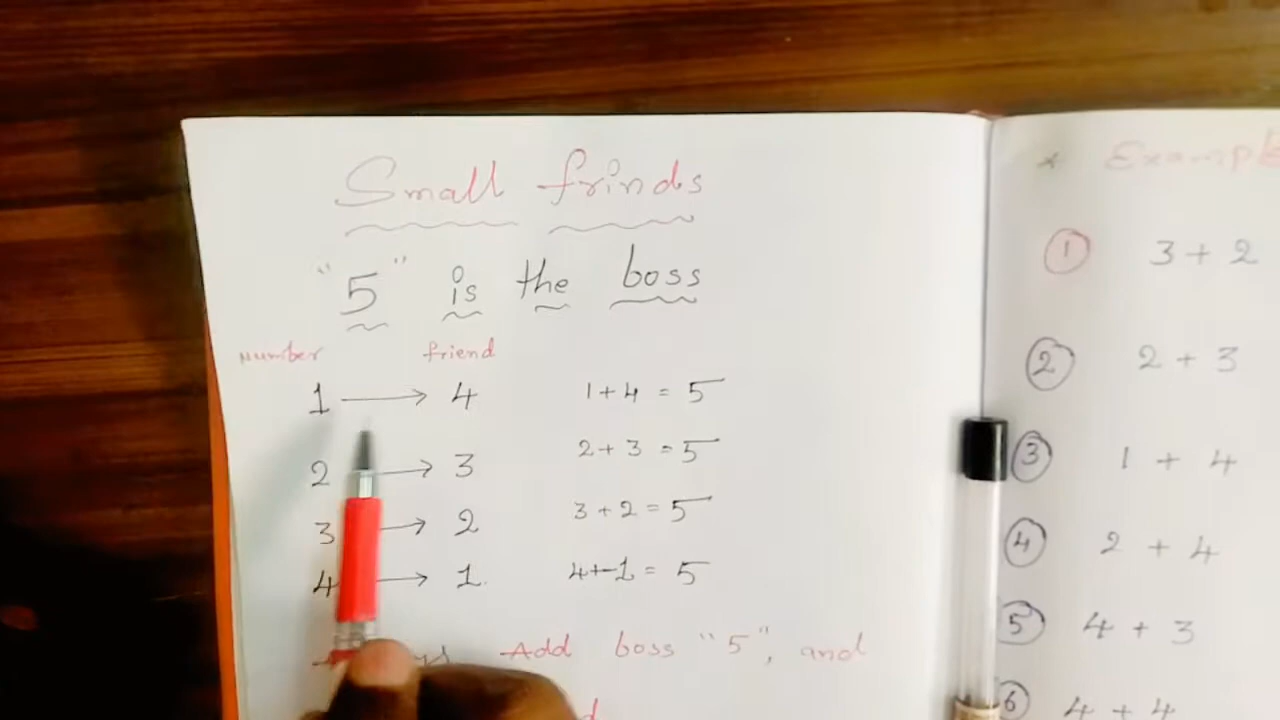 Small frinds
"5" is the boss
Number friend
1 → 4 1+4 = 5
2 → 3 2+3 = 5
3 → 2 3+2 = 5
4 → 1 4+1 = 5
Add boss "5", and
* Example
1 3+2
2 2+3
3 1+4
4 2+4
5 4+3
6 4+4